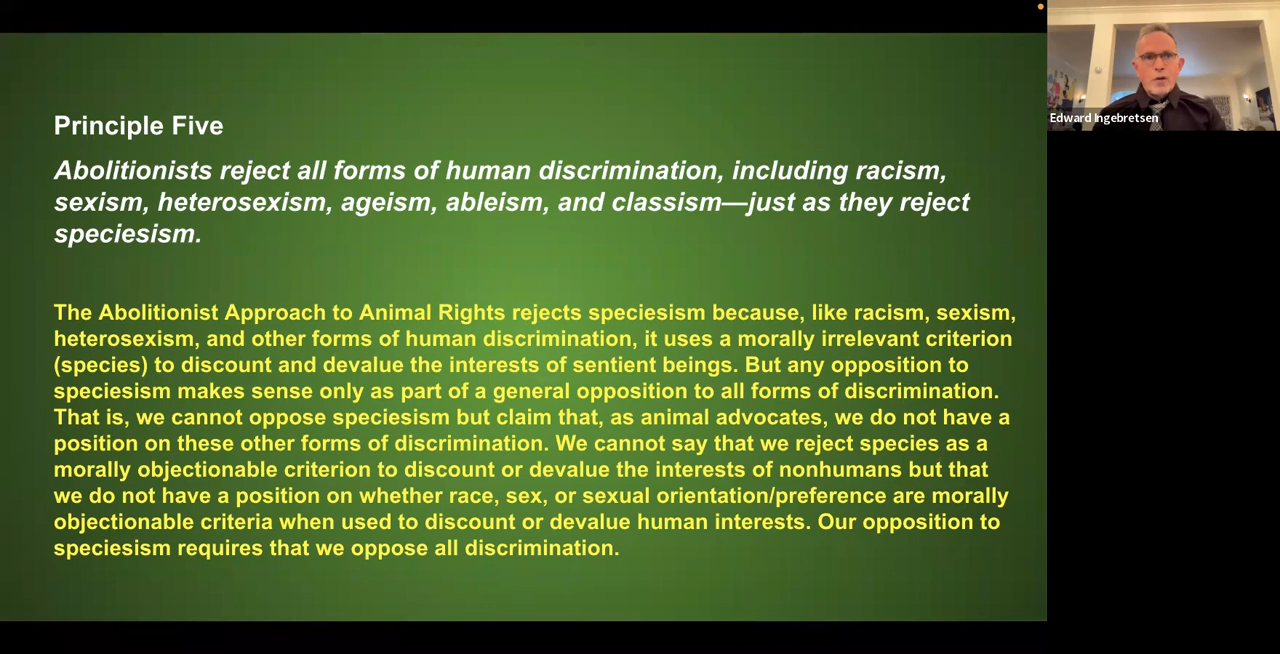 Principle Five
Abolitionists reject all forms of human discrimination, including racism,
sexism, heterosexism, ageism, ableism, and classism—just as they reject
speciesism.
The Abolitionist Approach to Animal Rights rejects speciesism because, like racism, sexism,
heterosexism, and other forms of human discrimination, it uses a morally irrelevant criterion
(species) to discount and devalue the interests of sentient beings. But any opposition to
speciesism makes sense only as part of a general opposition to all forms of discrimination.
That is, we cannot oppose speciesism but claim that, as animal advocates, we do not have a
position on these other forms of discrimination. We cannot say that we reject species as a
morally objectionable criterion to discount or devalue the interests of nonhumans but that
we do not have a position on whether race, sex, or sexual orientation/preference are morally
objectionable criteria when used to discount or devalue human interests. Our opposition to
speciesism requires that we oppose all discrimination.
Edward Ingebretsen